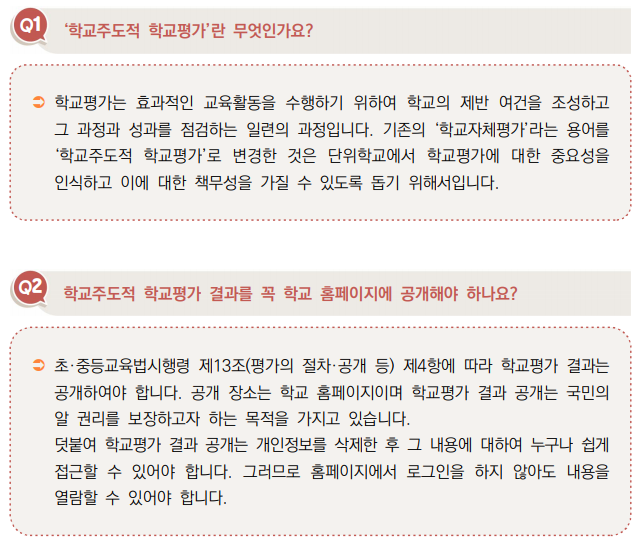 Q1
‘학교주도적 학교평가’란 무엇인가요?
➲ 학교평가는 효과적인 교육활동을 수행하기 위하여 학교의 제반 여건을 조성하고
그 과정과 성과를 점검하는 일련의 과정입니다. 기존의 ‘학교자체평가’라는 용어를
‘학교주도적 학교평가’로 변경한 것은 단위학교에서 학교평가에 대한 중요성을
인식하고 이에 대한 책무성을 가질 수 있도록 돕기 위해서입니다.
Q2
학교주도적 학교평가 결과를 꼭 학교 홈페이지에 공개해야 하나요?
➲ 초·중등교육법시행령 제13조(평가의 절차·공개 등) 제4항에 따라 학교평가 결과는
공개하여야 합니다. 공개 장소는 학교 홈페이지이며 학교평가 결과 공개는 국민의
알 권리를 보장하고자 하는 목적을 가지고 있습니다.
덧붙여 학교평가 결과 공개는 개인정보를 삭제한 후 그 내용에 대하여 누구나 쉽게
접근할 수 있어야 합니다. 그러므로 홈페이지에서 로그인을 하지 않아도 내용을
열람할 수 있어야 합니다.